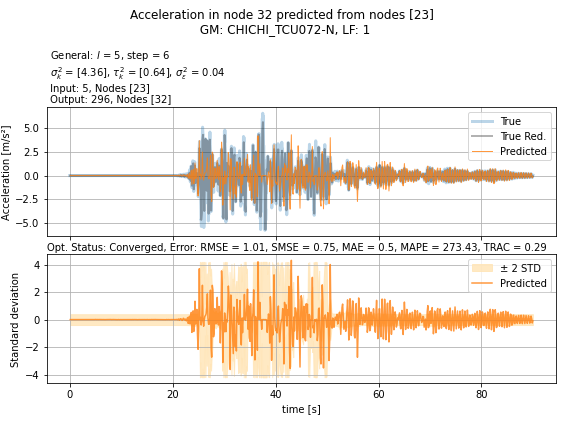 Acceleration in node 32 predicted from nodes [23]
GM: CHICHI_TCU072-N, LF: 1
General: l = 5, step = 6
σ²ₖ = [4.36], τ²ₖ = [0.64], σ²ε = 0.04
Input: 5, Nodes [23]
Output: 296, Nodes [32]
Acceleration [m/s²]
5.0
2.5
0.0
−2.5
−5.0
True
True Red.
Predicted
Opt. Status: Converged, Error: RMSE = 1.01, SMSE = 0.75, MAE = 0.5, MAPE = 273.43, TRAC = 0.29
Standard deviation
4
2
0
−2
−4
± 2 STD
Predicted
0 20 40 60 80
time [s]